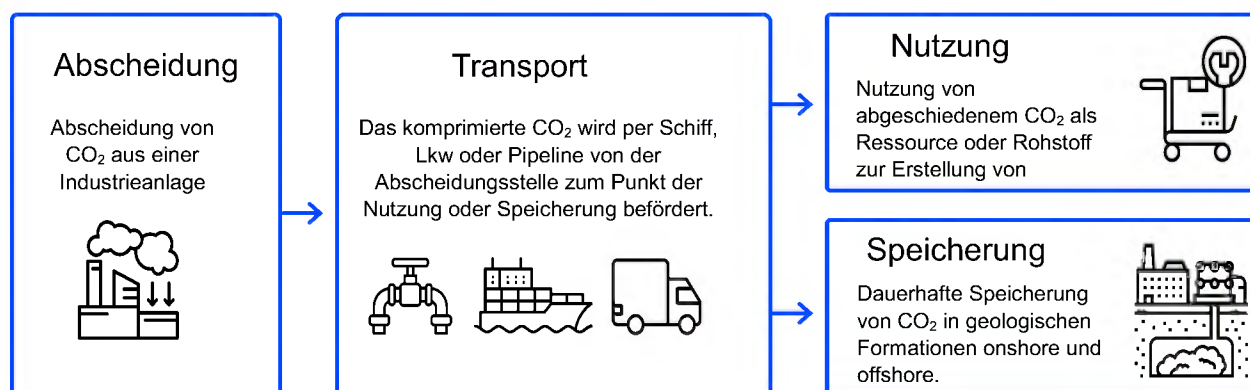 Abscheidung
Abscheidung von
CO₂ aus einer
Industrieanlage
Transport
Das komprimierte CO₂ wird per Schiff,
Lkw oder Pipeline von der
Abscheidungsstelle zum Punkt der
Nutzung oder Speicherung befördert.
Nutzung
Nutzung von
abgeschiedenem CO₂ als
Ressource oder Rohstoff
zur Erstellung von
Speicherung
Dauerhafte Speicherung
von CO₂ in geologischen
Formationen onshore und
offshore.